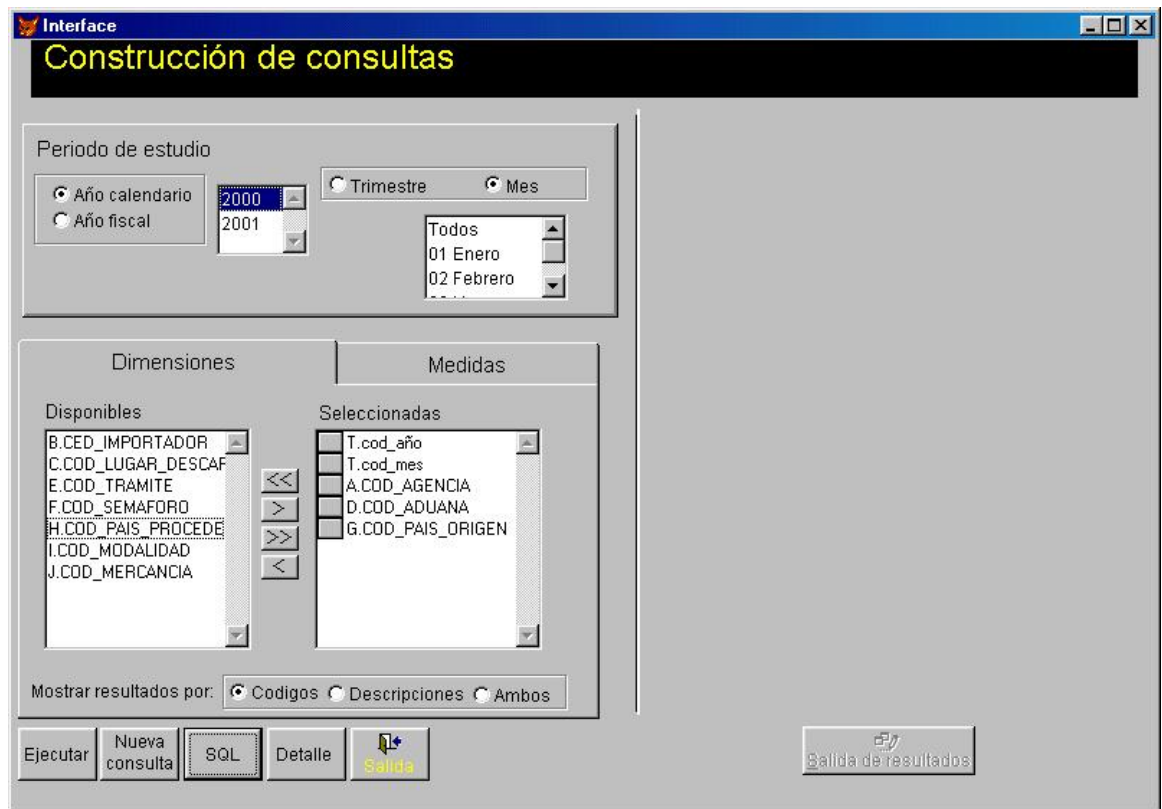 Interface
Construcción de consultas
Periodo de estudio
Año calendario
Año fiscal
2000
2001
Trimestre Mes
Todos
01 Enero
02 Febrero
Dimensiones Medidas
Disponibles
B.CED_IMPORTADOR
C.COD_LUGAR_DESCAR
E.COD_TRAMITE
F.COD_SEMAFORO
H.COD_PAIS_PROCEDE
I.COD_MODALIDAD
J.COD_MERCANCIA
<<
>
>>
<
Seleccionadas
T.cod_año
T.cod_mes
A.COD_AGENCIA
D.COD_ADUANA
G.COD_PAIS_ORIGEN
Mostrar resultados por: Codigos Descripciones Ambos
Ejecutar
Nueva
consulta
SQL
Detalle
Salida
Salida de resultados